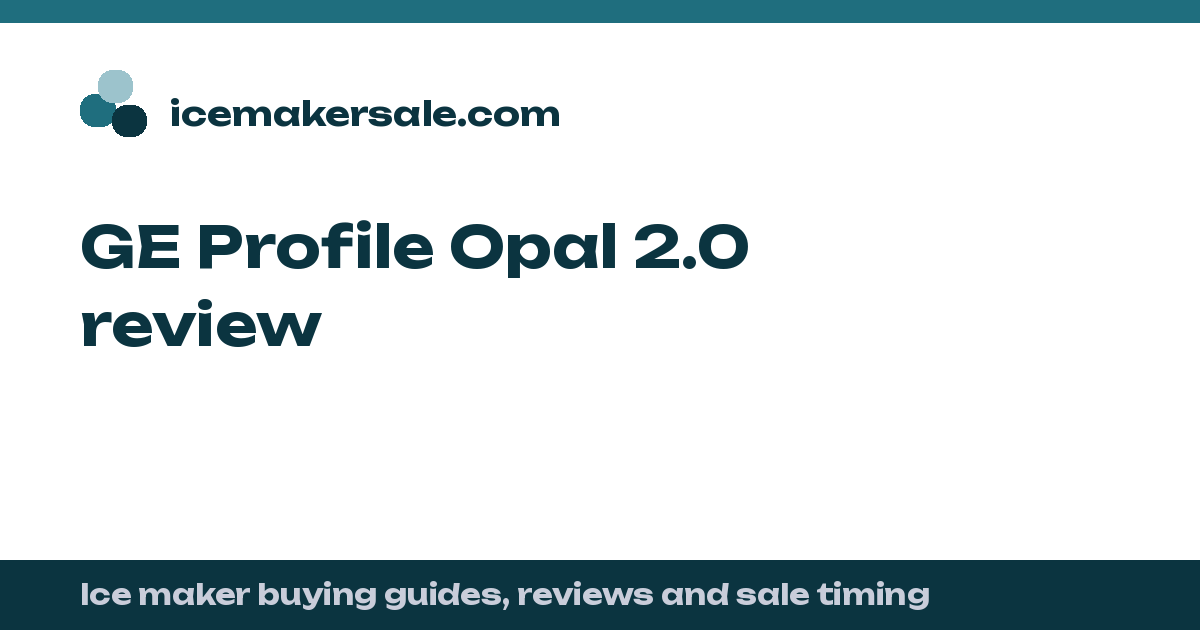 icemakersale.com
GE Profile Opal 2.0
review
Ice maker buying guides, reviews and sale timing